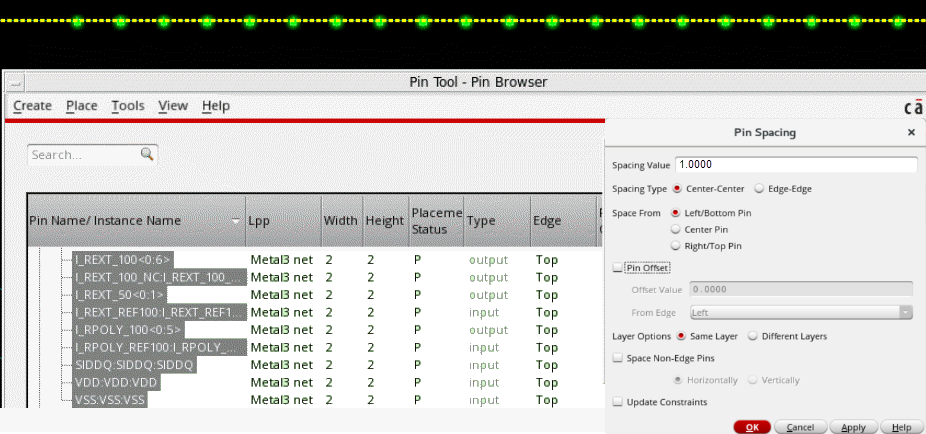 Pin Tool - Pin Browser
Create Place Tools View Help
cā
Search...
Pin Name/ Instance Name Lpp Width Height Placeme Status Type Edge
I_REXT_100<0:6> Metal3 net 2 2 P output Top
I_REXT_100_NC:I_REXT_100_... Metal3 net 2 2 P output Top
I_REXT_50<0:1> Metal3 net 2 2 P output Top
I_REXT_REF100:I_REXT_REF1... Metal3 net 2 2 P input Top
I_RPOLY_100<0:5> Metal3 net 2 2 P output Top
I_RPOLY_REF100:I_RPOLY_... Metal3 net 2 2 P input Top
SIDDQ:SIDDQ:SIDDQ Metal3 net 2 2 P input Top
VDD:VDD:VDD Metal3 net 2 2 P input Top
VSS:VSS:VSS Metal3 net 2 2 P input Top
Pin Spacing
Spacing Value 1.0000
Spacing Type Center-Center Edge-Edge
Space From Left/Bottom Pin
Center Pin
Right/Top Pin
Pin Offset
Offset Value 0.0000
From Edge Left
Layer Options Same Layer Different Layers
Space Non-Edge Pins
Horizontally Vertically
Update Constraints
OK Cancel Apply Help